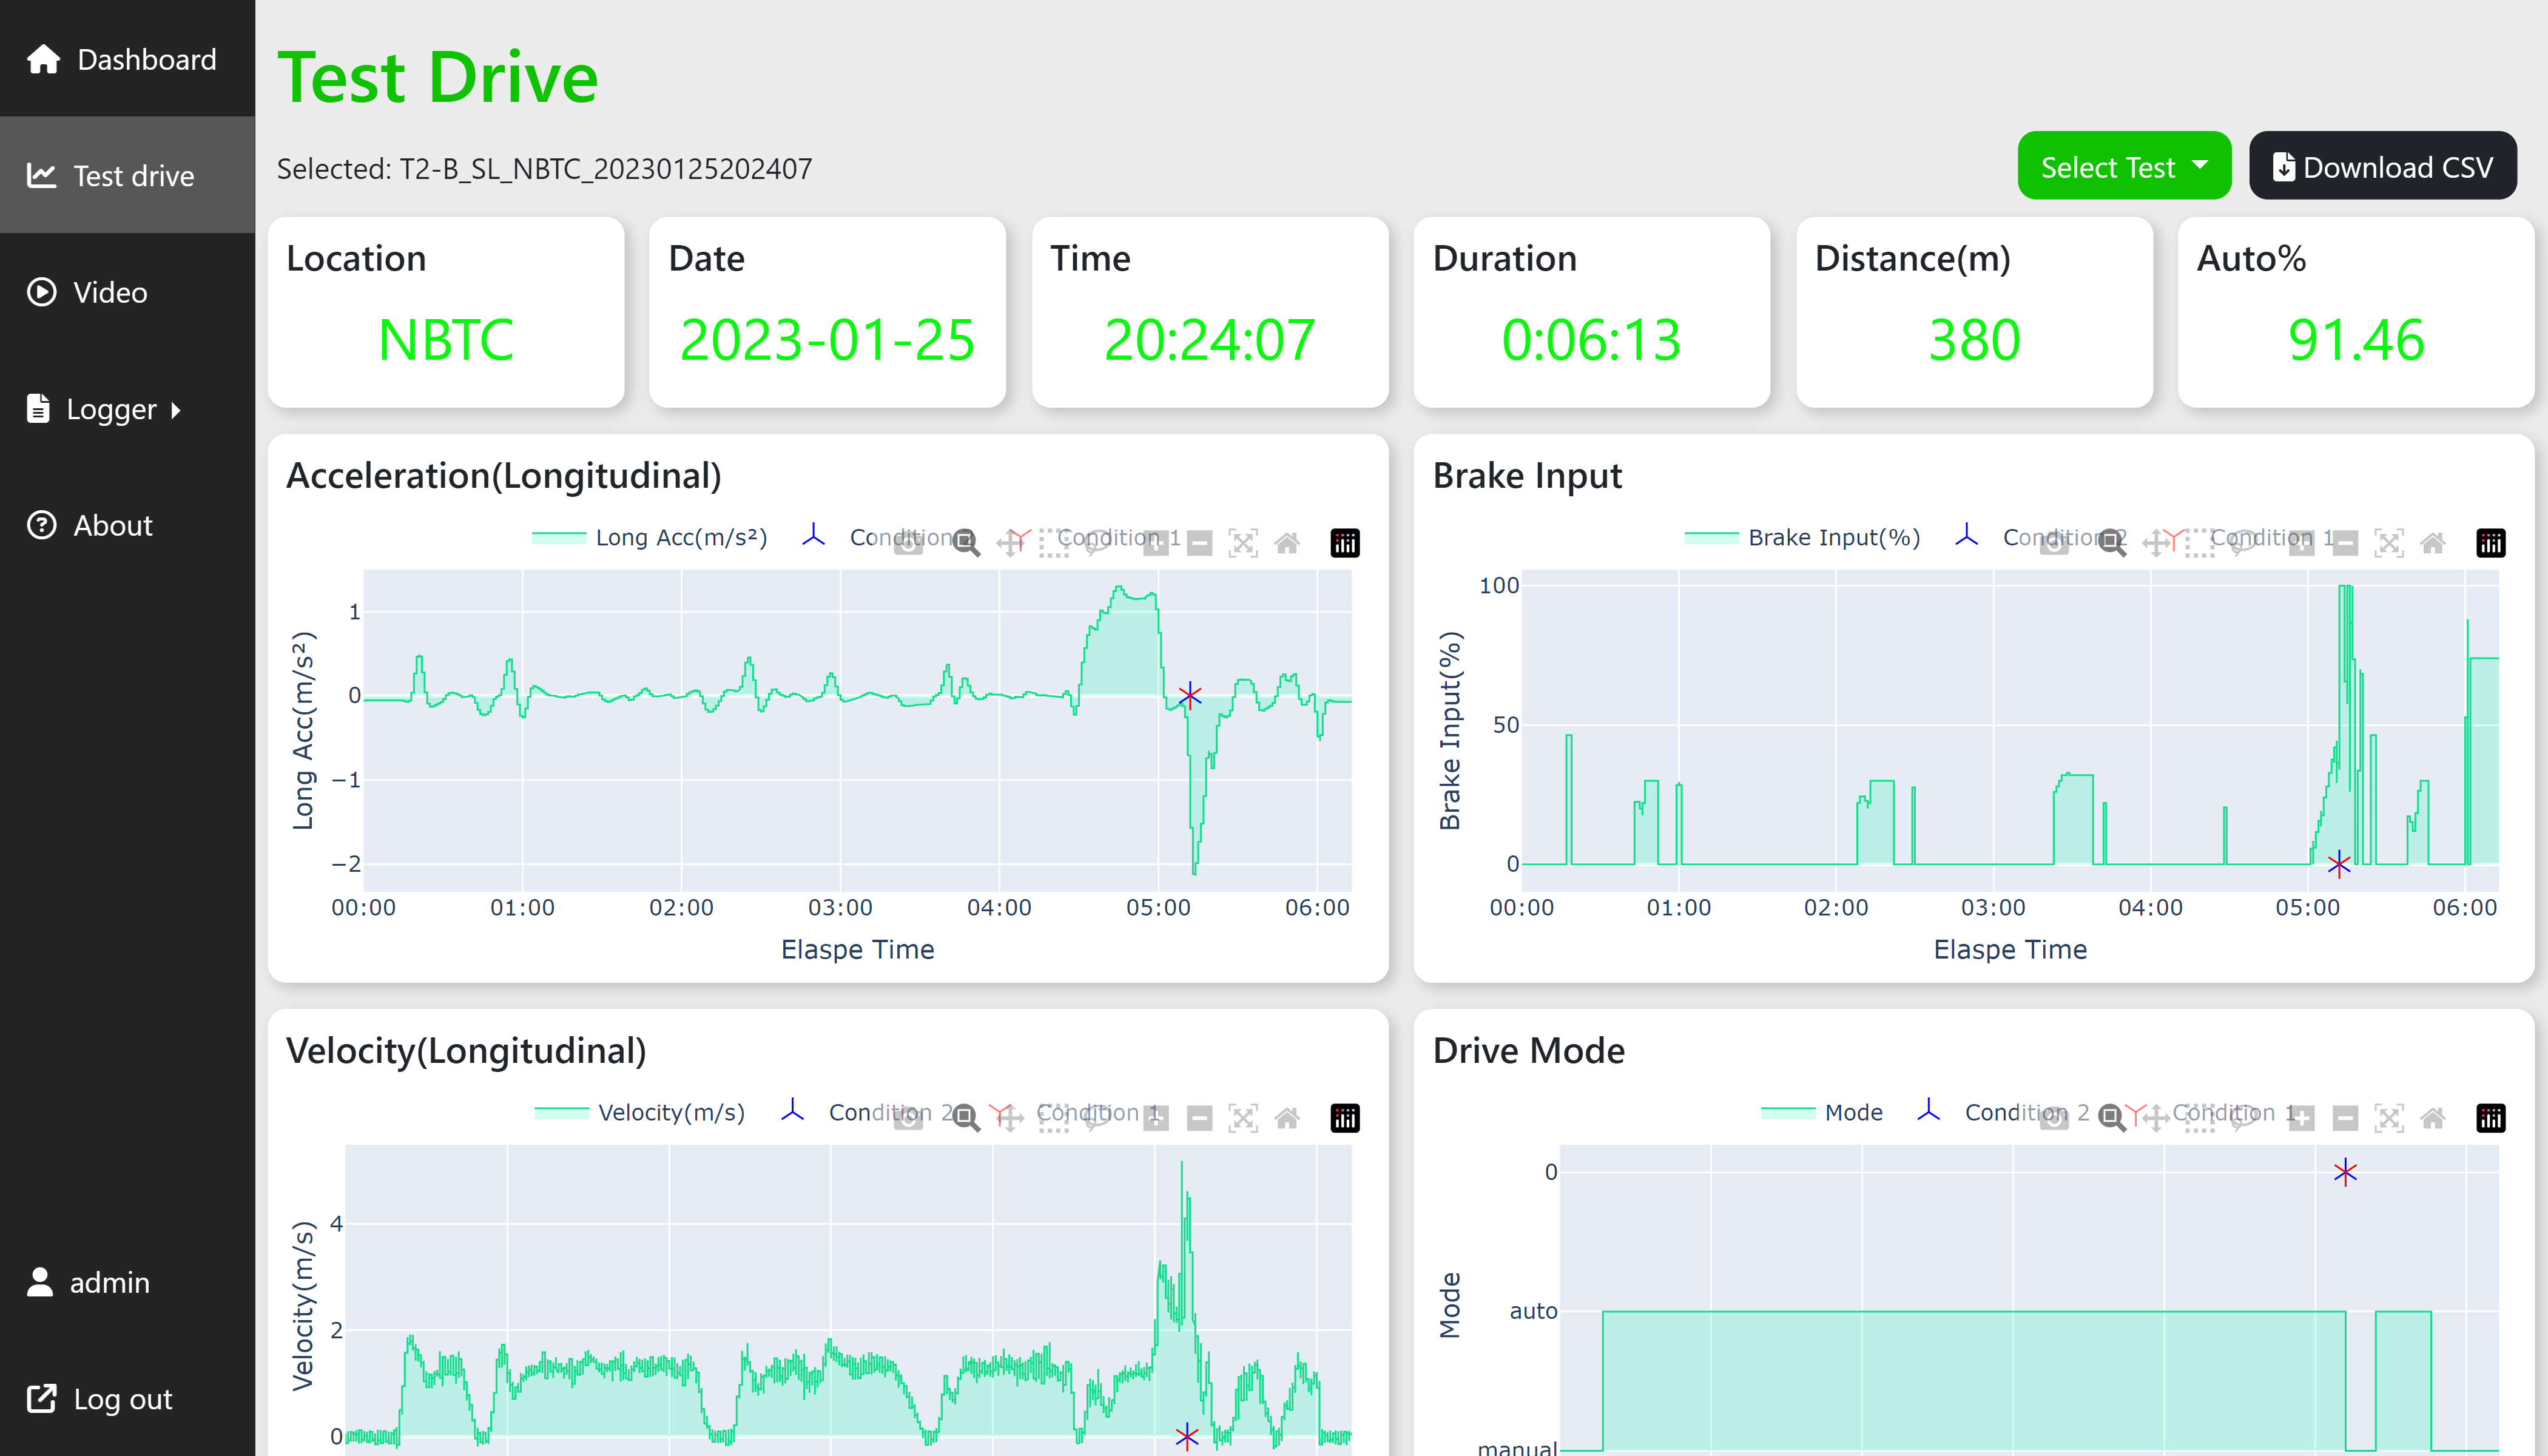 Dashboard
Test drive
Video
Logger
About
admin
Log out
Test Drive
Selected: T2-B_SL_NBTC_20230125202407
Select Test
Download CSV
Location
NBTC
Date
2023-01-25
Time
20:24:07
Duration
0:06:13
Distance(m)
380
Auto%
91.46
Acceleration(Longitudinal)
Long Acc(m/s²) Condition 2 Condition 1
Long Acc(m/s²)
1
0
−1
−2
00:00 01:00 02:00 03:00 04:00 05:00 06:00
Elaspe Time
Brake Input
Brake Input(%) Condition 2 Condition 1
Brake Input(%)
100
50
0
00:00 01:00 02:00 03:00 04:00 05:00 06:00
Elaspe Time
Velocity(Longitudinal)
Velocity(m/s) Condition 2 Condition 1
Velocity(m/s)
4
2
0
Drive Mode
Mode Condition 2 Condition 1
Mode
0
auto
manual